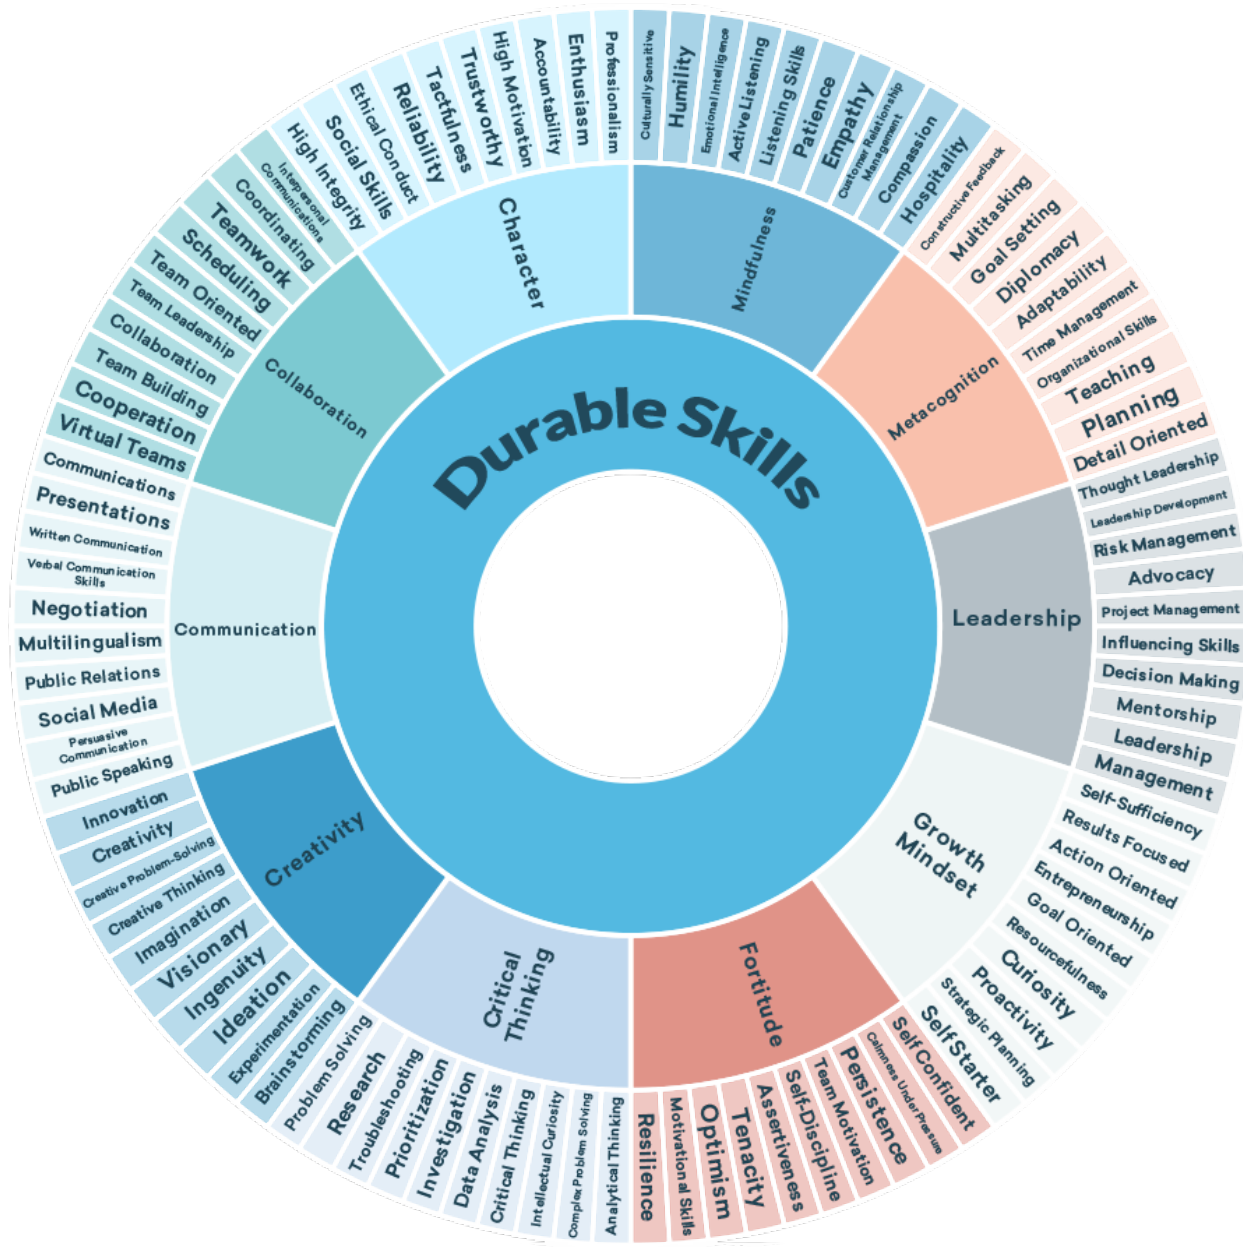 Durable Skills
Mindfulness
Culturally Sensitive
Humility
Emotional Intelligence
Active Listening
Listening Skills
Patience
Empathy
Customer Relationship
Management
Compassion
Hospitality
Metacognition
Constructive Feedback
Multitasking
Goal Setting
Diplomacy
Adaptability
Time Management
Organizational Skills
Teaching
Planning
Detail Oriented
Leadership
Thought Leadership
Leadership Development
Risk Management
Advocacy
Project Management
Influencing Skills
Decision Making
Mentorship
Leadership
Management
Growth
Mindset
Self-Sufficiency
Results Focused
Action Oriented
Entrepreneurship
Goal Oriented
Resourcefulness
Curiosity
Proactivity
Strategic Planning
Self Starter
Fortitude
Self Confident
Calmness Under Pressure
Persistence
Team Motivation
Self-Discipline
Assertiveness
Tenacity
Optimism
Motivational Skills
Resilience
Critical
Thinking
Analytical Thinking
Complex Problem Solving
Intellectual Curiosity
Critical Thinking
Data Analysis
Investigation
Prioritization
Troubleshooting
Research
Problem Solving
Creativity
Brainstorming
Experimentation
Ideation
Ingenuity
Visionary
Imagination
Creative Thinking
Creative Problem-Solving
Creativity
Innovation
Communication
Public Speaking
Persuasive
Communication
Social Media
Public Relations
Multilingualism
Negotiation
Verbal Communication
Skills
Written Communication
Presentations
Communications
Collaboration
Virtual Teams
Cooperation
Team Building
Collaboration
Team Leadership
Team Oriented
Scheduling
Teamwork
Coordinating
Interpersonal
Communications
Character
High Integrity
Social Skills
Ethical Conduct
Reliability
Tactfulness
Trustworthy
High Motivation
Accountability
Enthusiasm
Professionalism